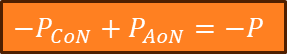 −P_{CoN} + P_{AoN} = −P